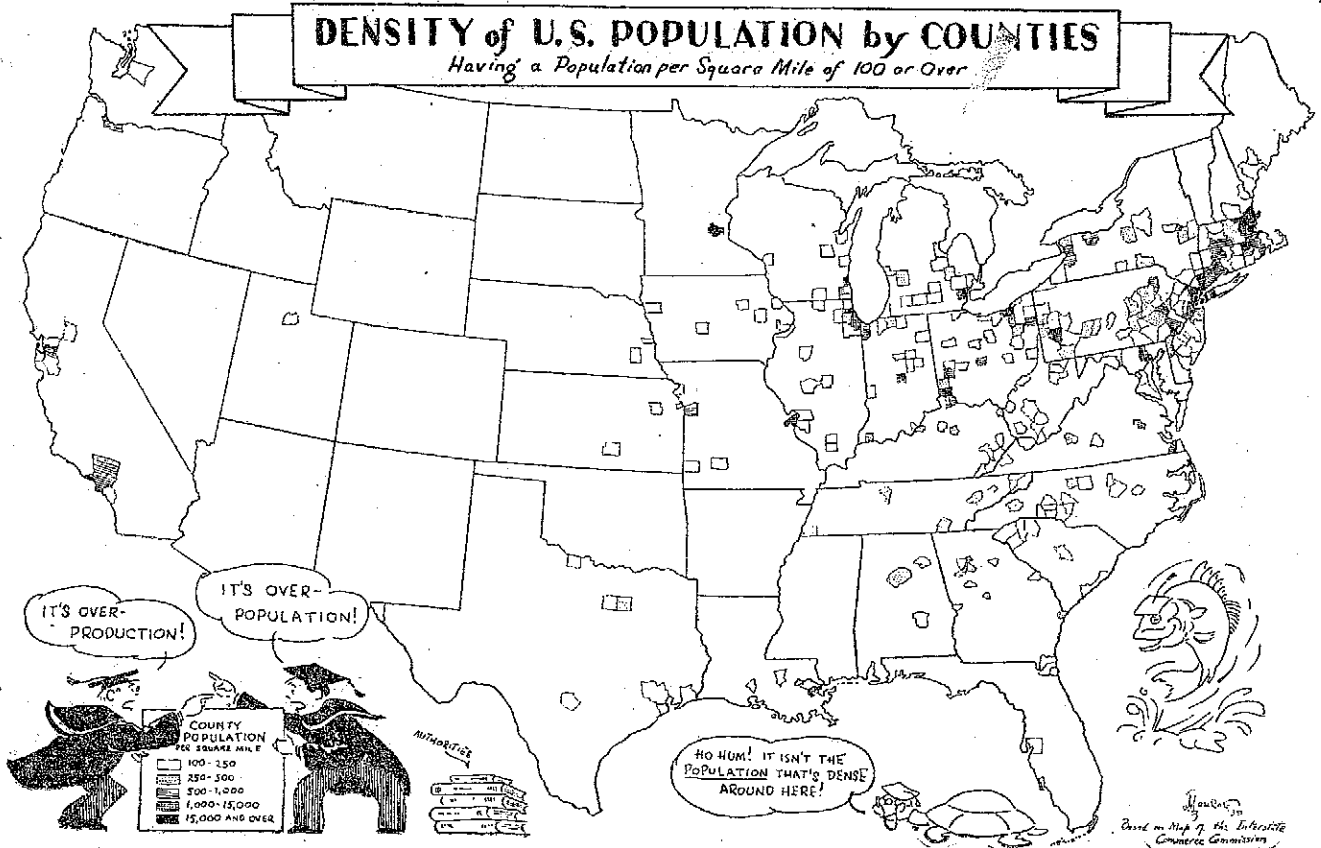 DENSITY of U.S. POPULATION by COUNTIES
Having a Population per Square Mile of 100 or Over
IT'S OVER-
PRODUCTION!
IT'S OVER-
POPULATION!
COUNTY
POPULATION
PER SQUARE MILE
100-250
250-500
500-1,000
1,000-15,000
15,000 AND OVER
AUTHORITIES
HO HUM! IT ISN'T THE
POPULATION THAT'S DENSE
AROUND HERE!
Based on Map of the Interstate
Commerce Commission